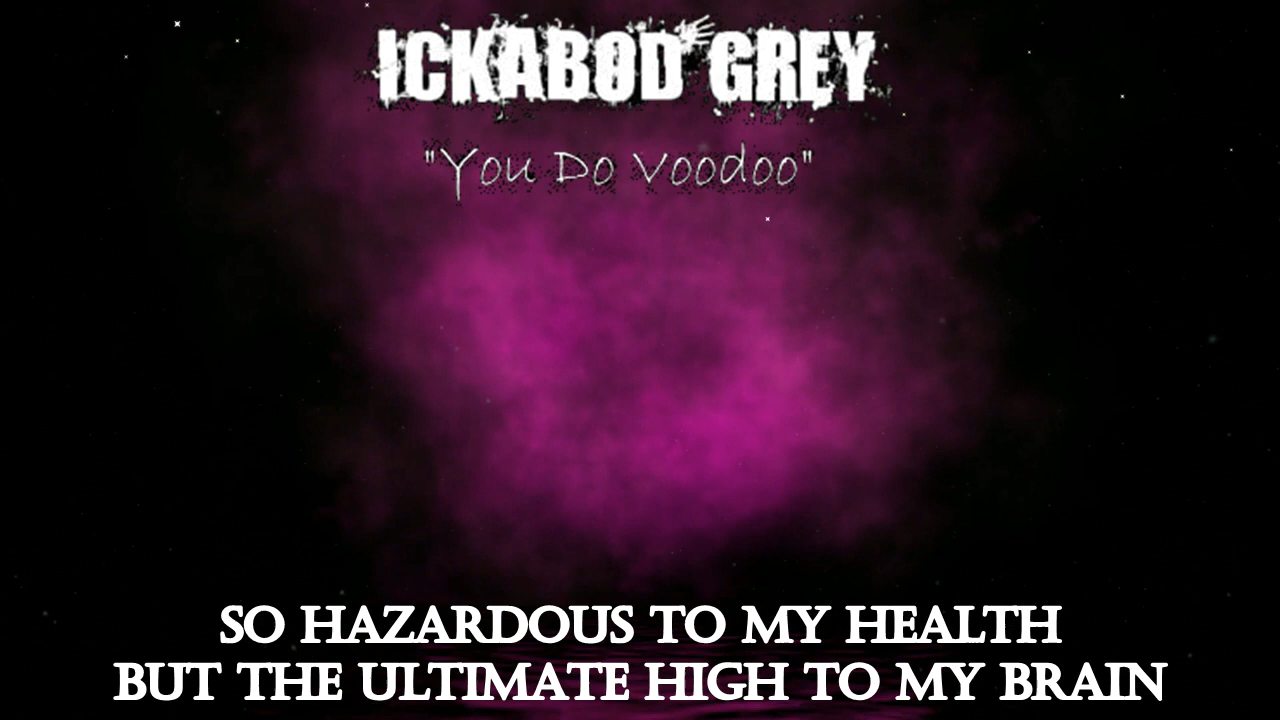 ICKABOD GREY
"You Do Voodoo"
SO HAZARDOUS TO MY HEALTH
BUT THE ULTIMATE HIGH TO MY BRAIN